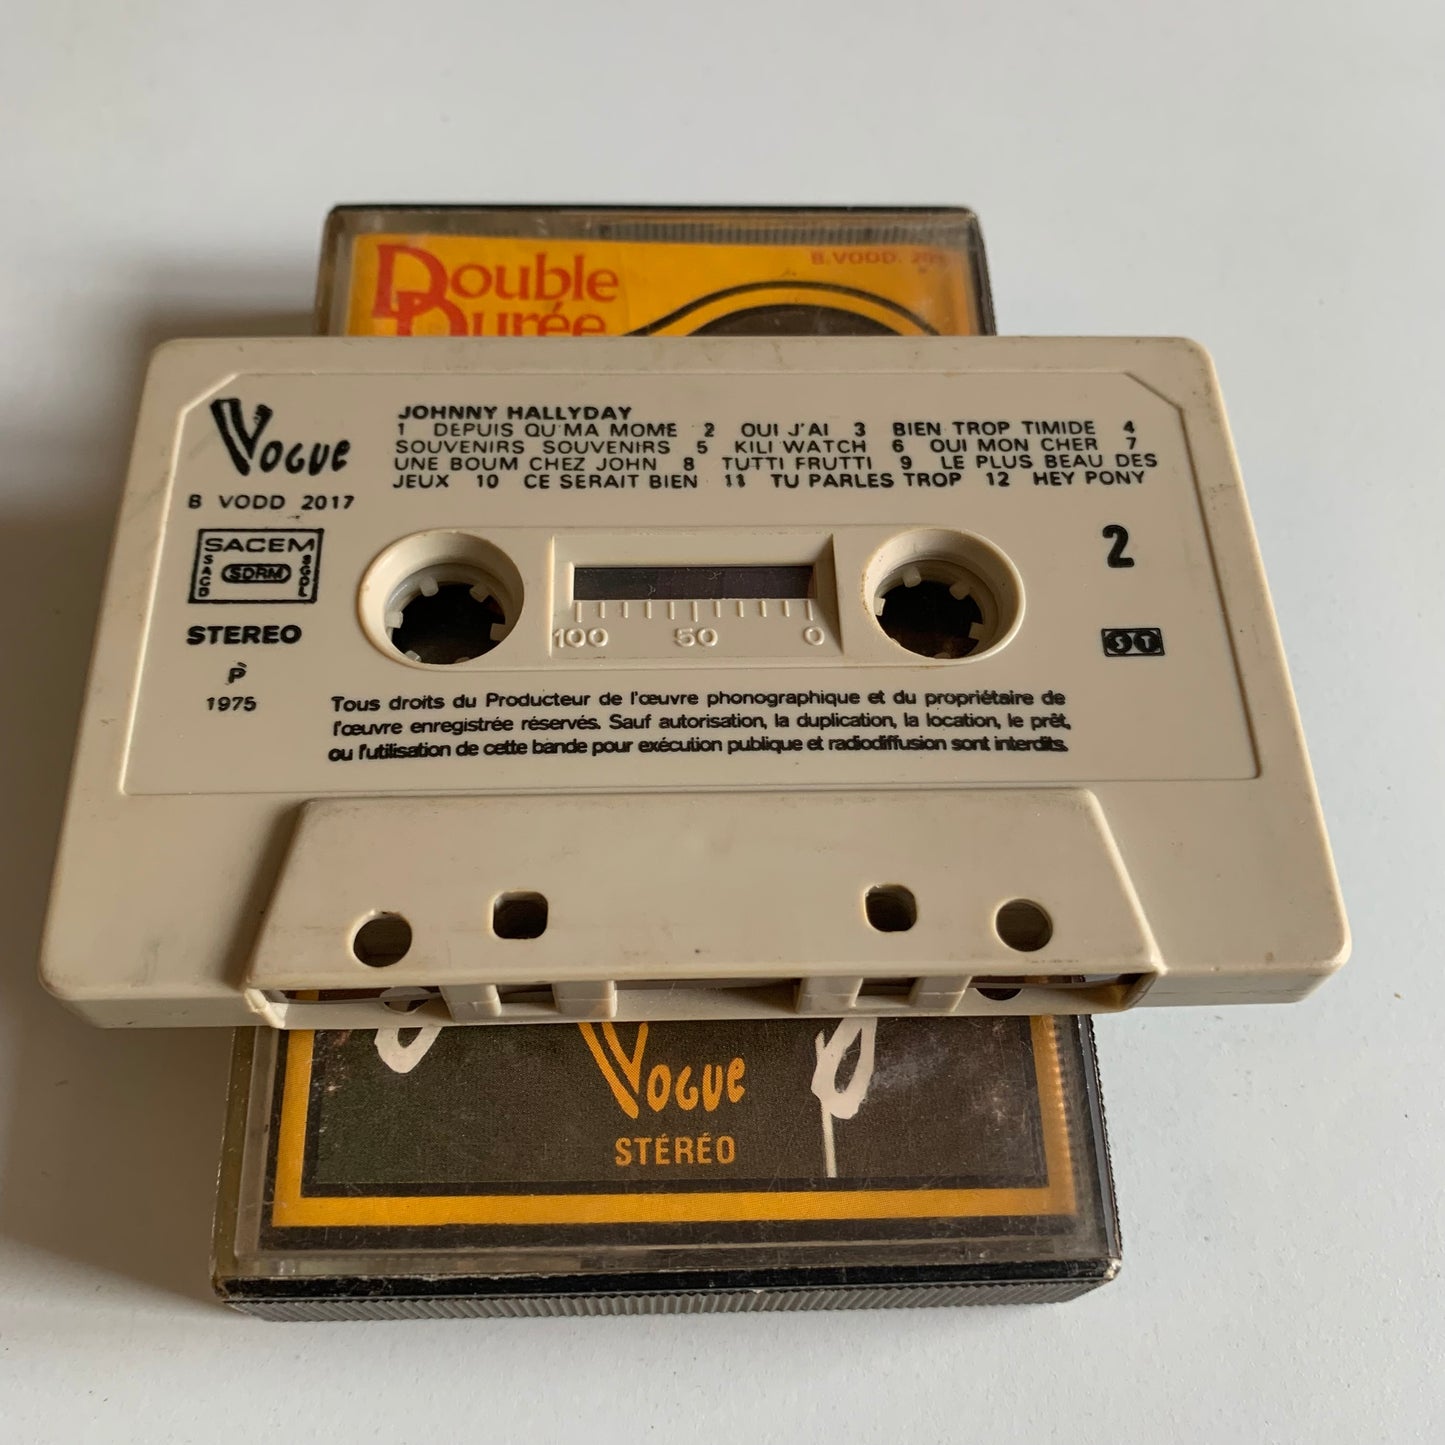 Double
Durée
B.VODD.
Vogue
JOHNNY HALLYDAY
1 DEPUIS QU'MA MOME 2 OUI J'AI 3 BIEN TROP TIMIDE 4
SOUVENIRS SOUVENIRS 5 KILI WATCH 6 OUI MON CHER 7
UNE BOUM CHEZ JOHN 8 TUTTI FRUTTI 9 LE PLUS BEAU DES
JEUX 10 CE SERAIT BIEN 11 TU PARLES TROP 12 HEY PONY
B VODD 2017
SACEM
SACD
SDRM
SGDL
STEREO
P
1975
2
ST
100 50 0
Tous droits du Producteur de l'œuvre phonographique et du propriétaire de
l'œuvre enregistrée réservés. Sauf autorisation, la duplication, la location, le prêt,
ou l'utilisation de cette bande pour exécution publique et radiodiffusion sont interdits.
Vogue
STÉRÉO